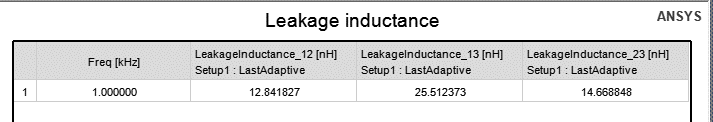 Leakage inductance
ANSYS
Freq [kHz] LeakageInductance_12 [nH] LeakageInductance_13 [nH] LeakageInductance_23 [nH]
Setup1 : LastAdaptive Setup1 : LastAdaptive Setup1 : LastAdaptive
1 1.000000 12.841827 25.512373 14.668848